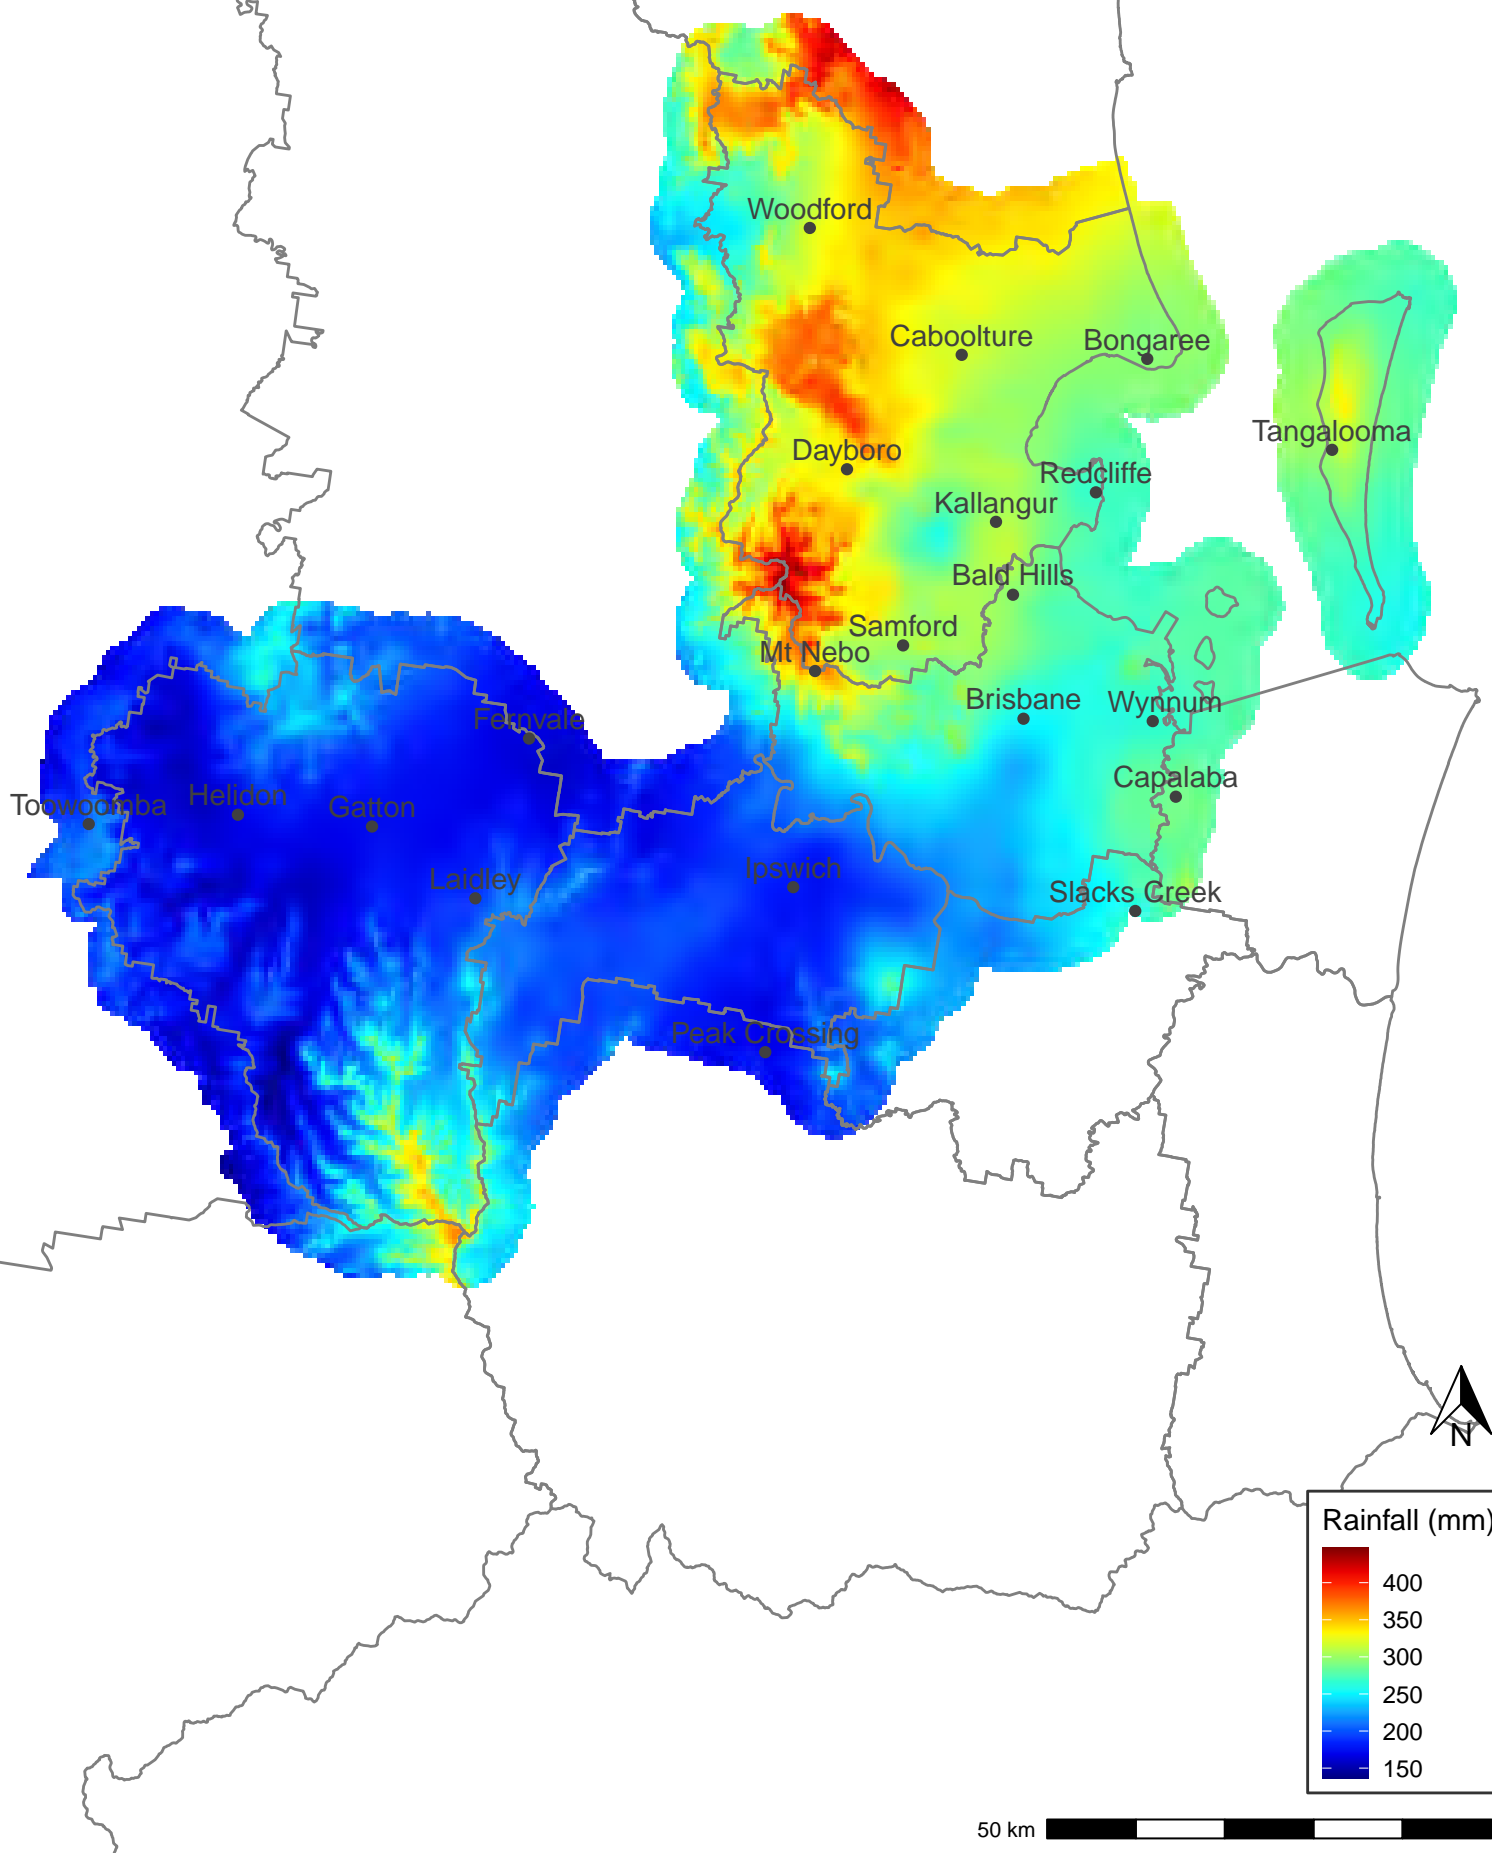 Woodford
Caboolture
Bongaree
Tangalooma
Dayboro
Redcliffe
Kallangur
Bald Hills
Samford
Mt Nebo
Brisbane
Wynnum
Fernvale
Capalaba
Toowoomba
Helidon
Gatton
Ipswich
Laidley
Slacks Creek
Peak Crossing
N
Rainfall (mm)
400
350
300
250
200
150
50 km